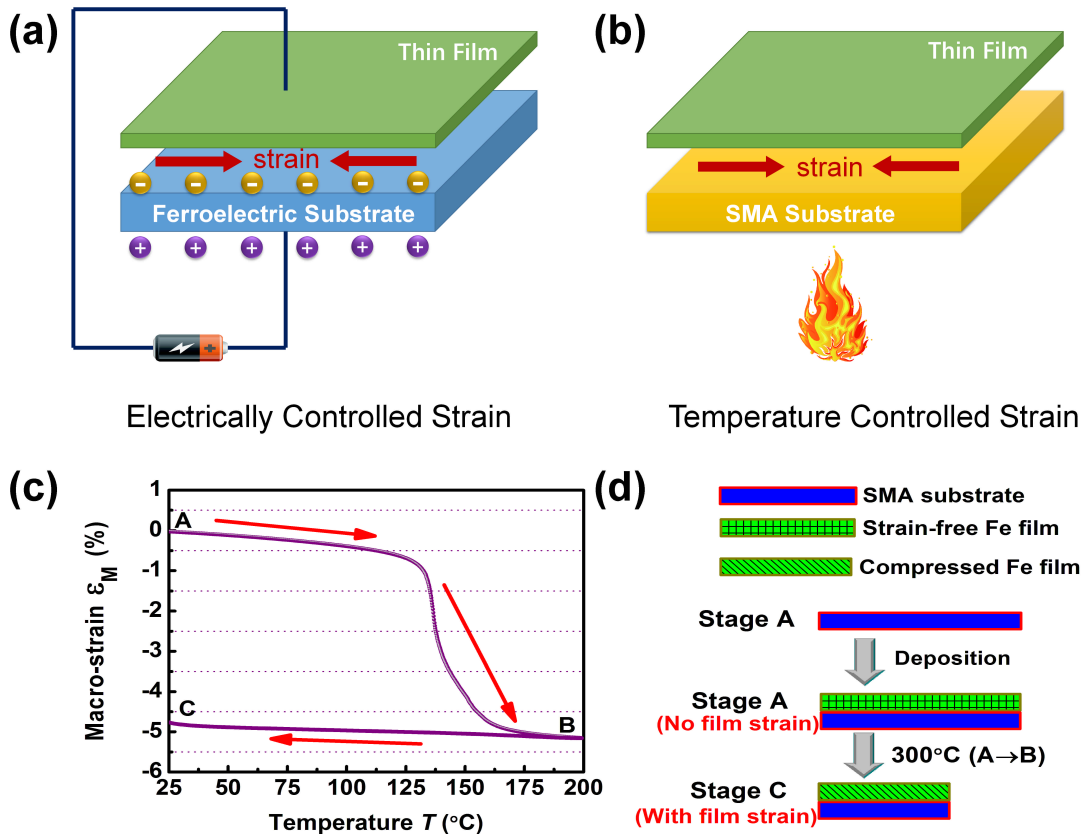 (a)
Thin Film
strain
- - - - - -
Ferroelectric Substrate
+ + + + + +
+
Electrically Controlled Strain
(b)
Thin Film
strain
SMA Substrate
Temperature Controlled Strain
(c)
Macro-strain ε_M (%)
1
0
-1
-2
-3
-4
-5
-6
A
B
C
25 50 75 100 125 150 175 200
Temperature T (°C)
(d)
SMA substrate
Strain-free Fe film
Compressed Fe film
Stage A
Deposition
Stage A
(No film strain)
300°C (A→B)
Stage C
(With film strain)